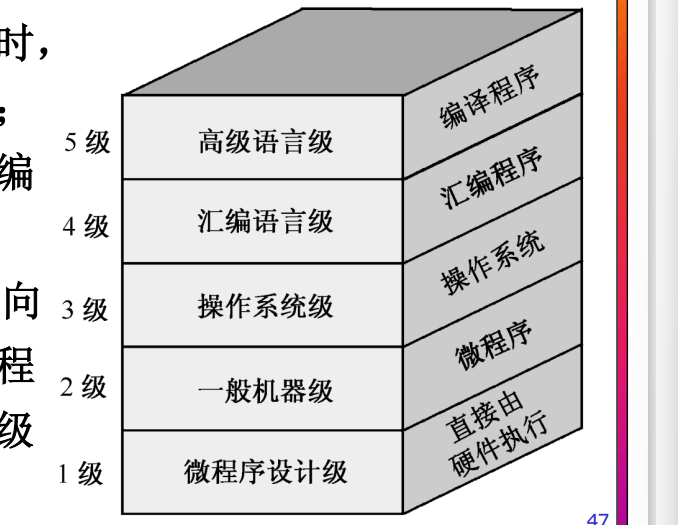 时，
；
编
向
程
级
5 级 高级语言级 编译程序
4 级 汇编语言级 汇编程序
3 级 操作系统级 操作系统
2 级 一般机器级 微程序
1 级 微程序设计级 直接由
硬件执行
47